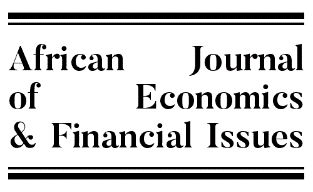 African Journal
of Economics
& Financial Issues